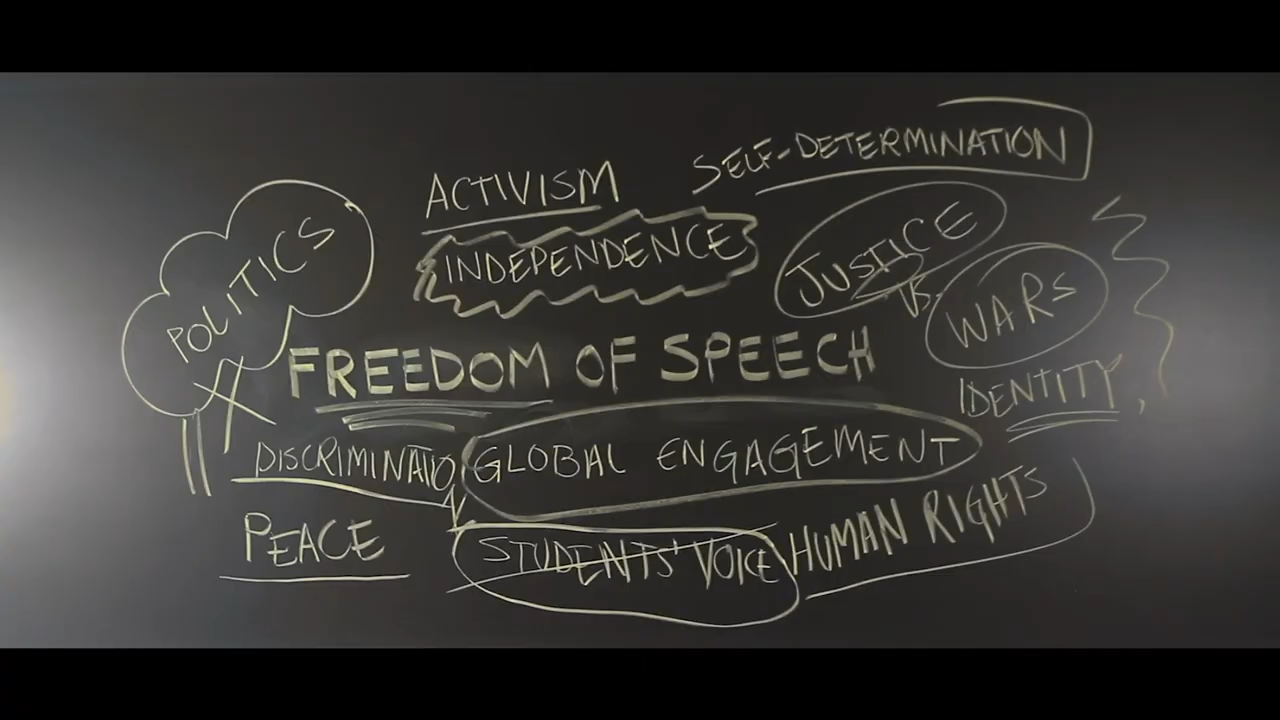 SELF-DETERMINATION
ACTIVISM
POLITICS
INDEPENDENCE
JUSTICE
VS.
WARS
FREEDOM OF SPEECH
IDENTITY,
DISCRIMINATION
GLOBAL ENGAGEMENT
PEACE
STUDENTS' VOICE
HUMAN RIGHTS